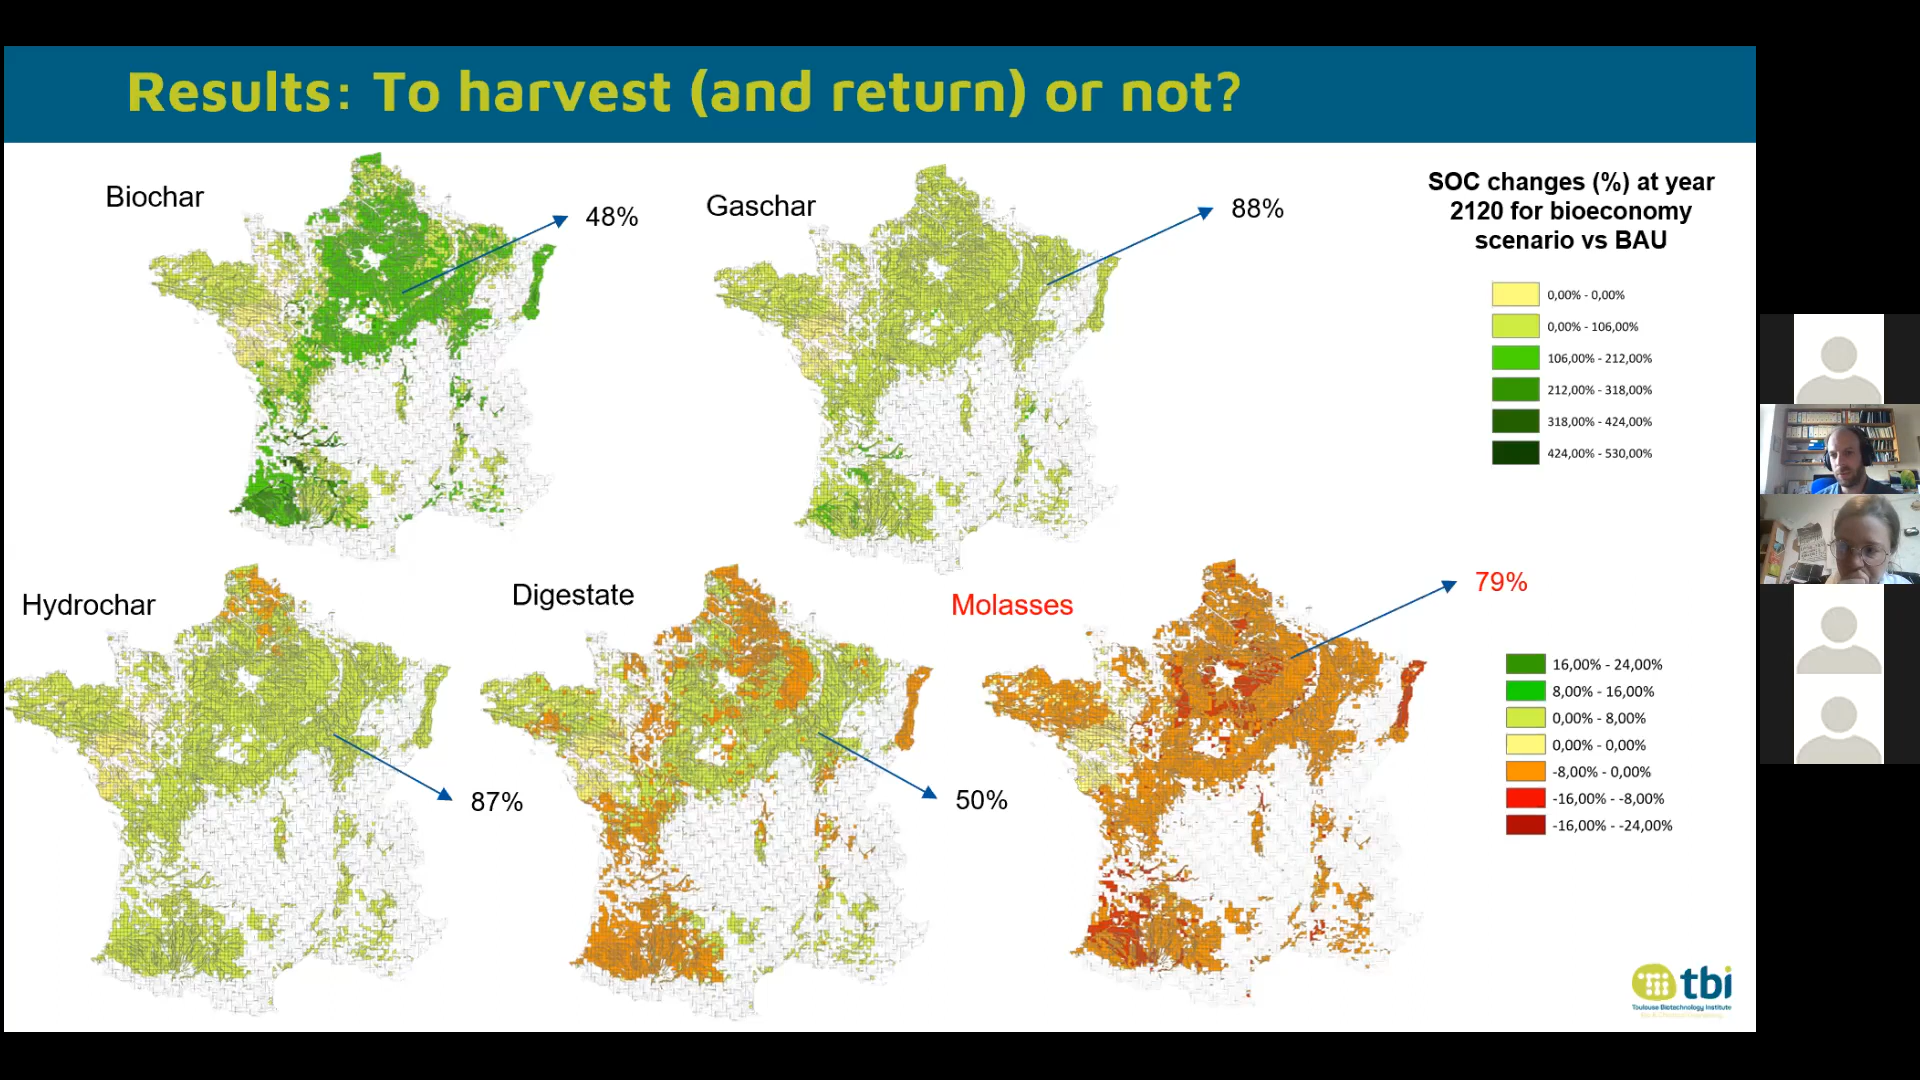 Results: To harvest (and return) or not?
Biochar
48%
Gaschar
88%
SOC changes (%) at year
2120 for bioeconomy
scenario vs BAU
0,00% - 0,00%
0,00% - 106,00%
106,00% - 212,00%
212,00% - 318,00%
318,00% - 424,00%
424,00% - 530,00%
Hydrochar
87%
Digestate
50%
Molasses
79%
16,00% - 24,00%
8,00% - 16,00%
0,00% - 8,00%
0,00% - 0,00%
-8,00% - 0,00%
-16,00% - -8,00%
-16,00% - -24,00%
tbi
Toulouse Biotechnology Institute